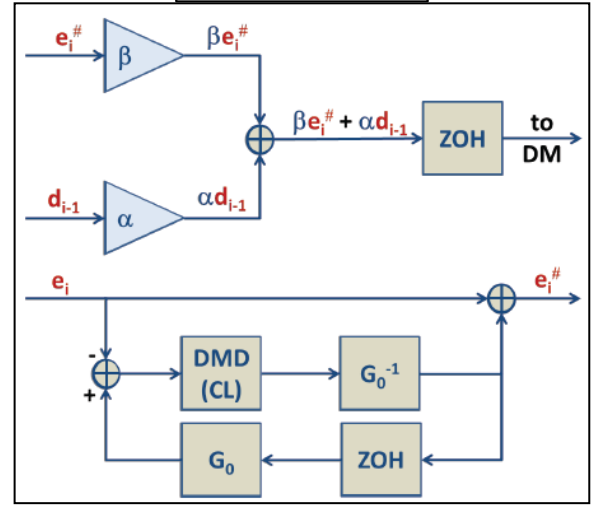 eᵢ# β βeᵢ#
βeᵢ# + αdᵢ₋₁ ZOH to
DM
dᵢ₋₁ α αdᵢ₋₁
eᵢ eᵢ#
-
+
DMD
(CL)
G₀⁻¹
G₀ ZOH